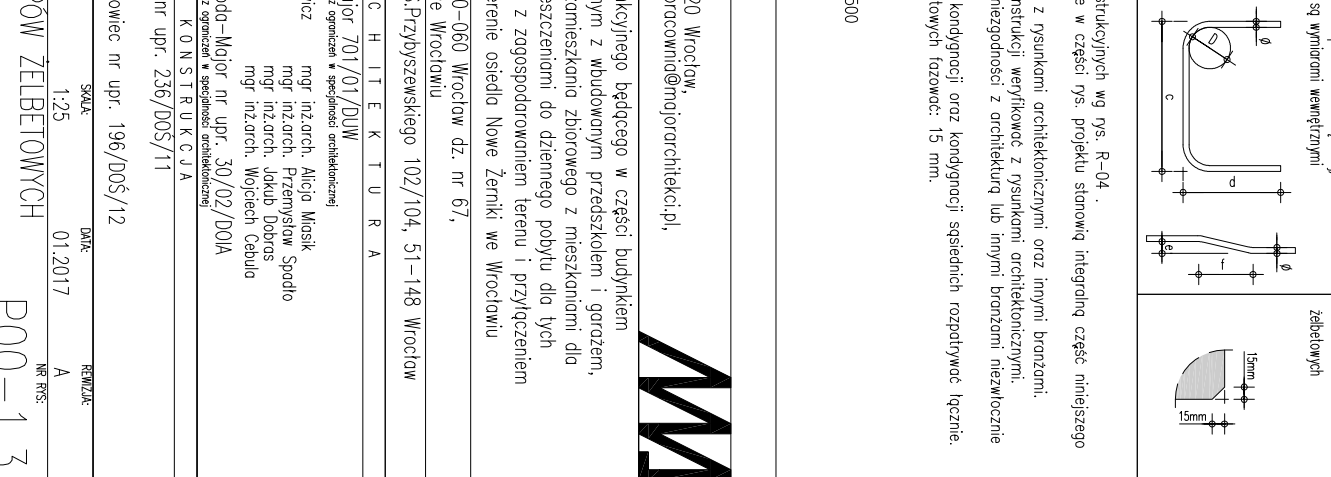 są wymiarami wewnętrznymi
żelbetowych
Ø
D
c
d
e
f
Ø
15mm
15mm
strukcyjnych wg rys. R-04 .
e w części rys. projektu stanowią integralną część niniejszego
z rysunkami architektonicznymi oraz innymi branżami.
nstrukcji weryfikować z rysunkami architektonicznymi.
niezgodności z architekturą lub innymi branżami niezwłocznie
kondygnacji oraz kondygnacji sąsiednich rozpatrywać łącznie.
towych fazować: 15 mm.
500
20 Wrocław,
pracownia@majorarchitekci.pl,
akcyjnego będącego w części budynkiem
nym z wbudowanym przedszkolem i garażem,
zamieszkania zbiorowego z mieszkaniami dla
eszczeniami do dziennego pobytu dla tych
z zagospodarowaniem terenu i przyłączeniem
erenie osiedla Nowe Żerniki we Wrocławiu
0-060 Wrocław dz. nr 67,
e Wrocławiu
S.Przybyszewskiego 102/104, 51-148 Wrocław
C H I T E K T U R A
ajor 701/01/DUW
z ograniczeń w specjalności architektonicznej
icz mgr inż.arch. Alicja Miasik
mgr inż.arch. Przemysław Spadło
mgr inż.arch. Jakub Dobras
mgr inż.arch. Wojciech Cebula
oda-Major nr upr. 30/02/DOIA
z ograniczeń w specjalności architektonicznej
K O N S T R U K C J A
nr upr. 236/DOŚ/11
owiec nr upr. 196/DOŚ/12
SKALA: DATA: REWIZJA:
1:25 01.2017 A
NR RYS:
PÓW ŻELBETOWYCH
P00-1 3